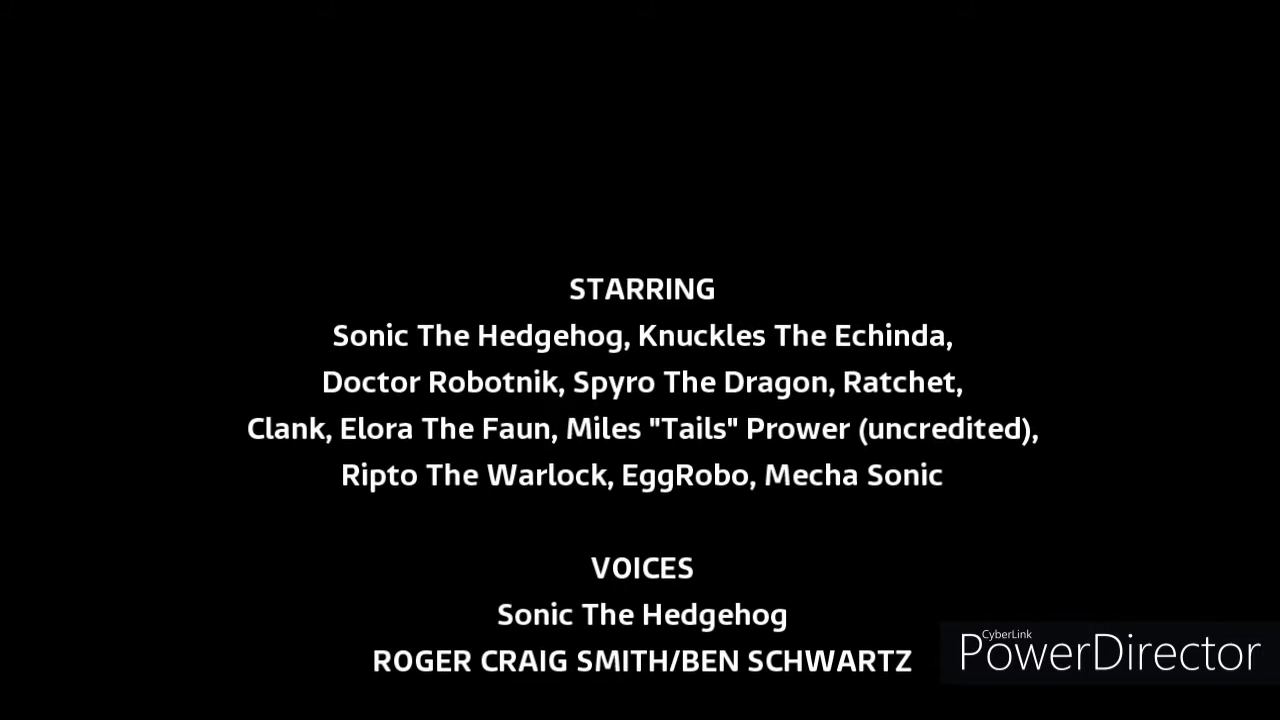 STARRING
Sonic The Hedgehog, Knuckles The Echinda,
Doctor Robotnik, Spyro The Dragon, Ratchet,
Clank, Elora The Faun, Miles "Tails" Prower (uncredited),
Ripto The Warlock, EggRobo, Mecha Sonic
VOICES
Sonic The Hedgehog
ROGER CRAIG SMITH/BEN SCHWARTZ
CyberLink
PowerDirector